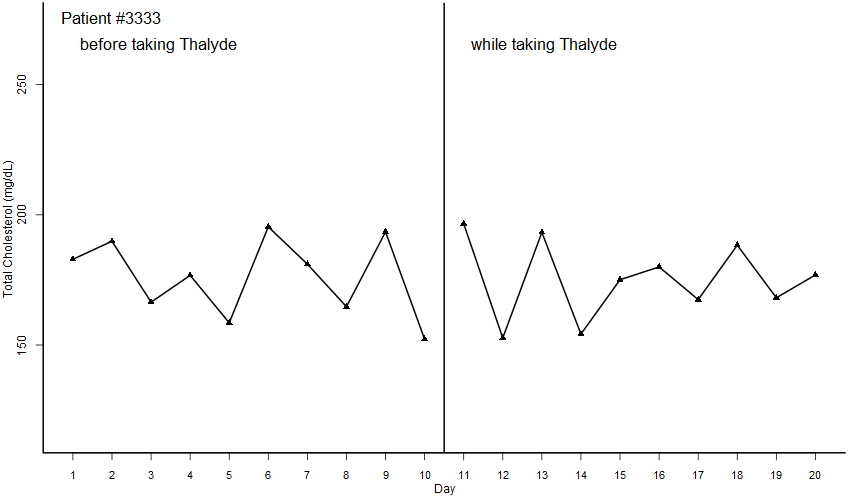 Patient #3333
before taking Thalyde
while taking Thalyde
250
200
150
Total Cholesterol (mg/dL)
1 2 3 4 5 6 7 8 9 10 11 12 13 14 15 16 17 18 19 20
Day